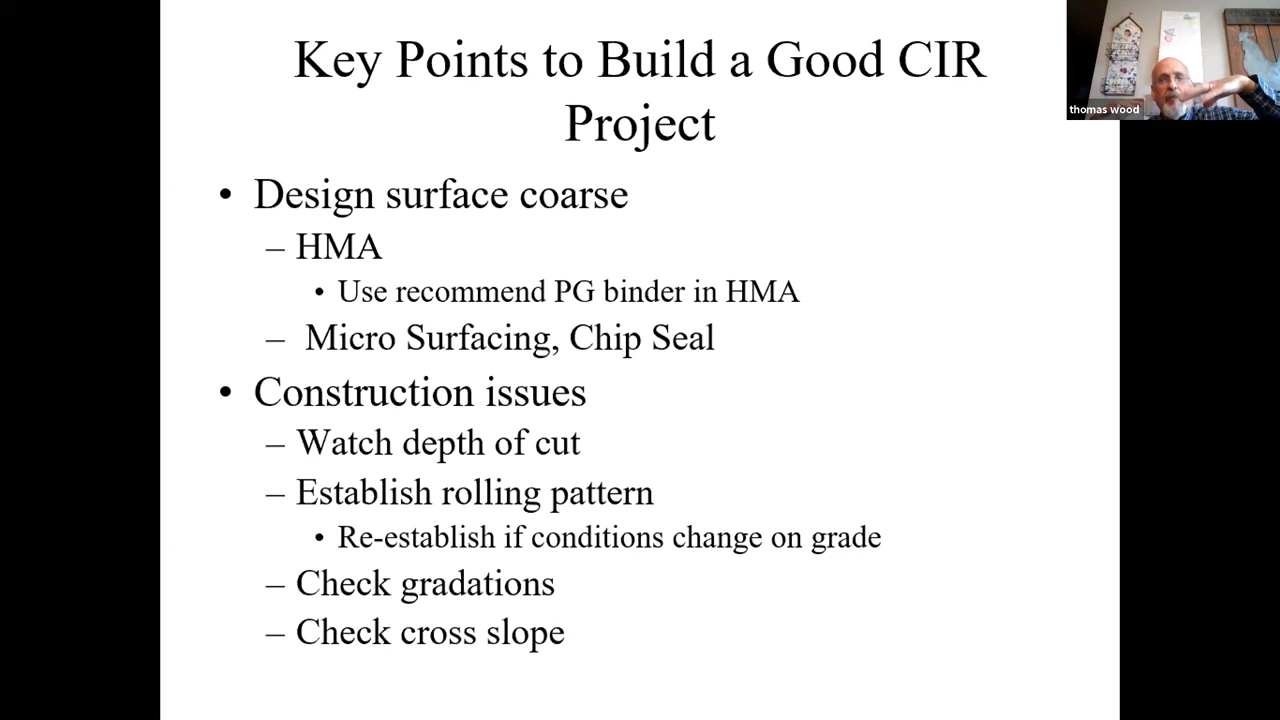 Key Points to Build a Good CIR
Project
• Design surface coarse
– HMA
• Use recommend PG binder in HMA
– Micro Surfacing, Chip Seal
• Construction issues
– Watch depth of cut
– Establish rolling pattern
• Re-establish if conditions change on grade
– Check gradations
– Check cross slope
thomas wood